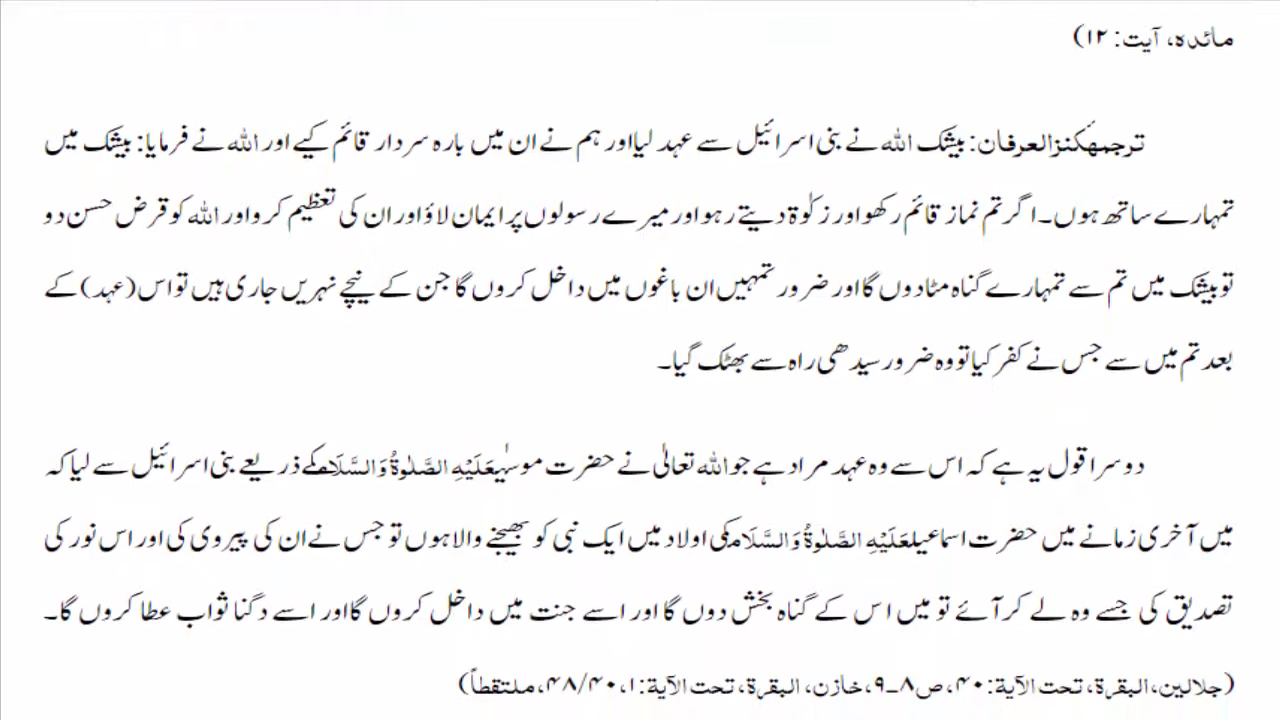 مائدہ، آیت: ۱۲)
ترجمۂکنزالعرفان: بیشک اللہ نے بنی اسرائیل سے عہد لیااور ہم نے ان میں بارہ سردار قائم کیے اور اللہ نے فرمایا: بیشک میں
تمہارے ساتھ ہوں۔ اگر تم نماز قائم رکھو اور زکوٰۃ دیتے رہو اور میرے رسولوں پر ایمان لاؤ اور ان کی تعظیم کرو اور اللہ کو قرض حسن دو
تو بیشک میں تم سے تمہارے گناہ مٹا دوں گا اور ضرور تمہیں ان باغوں میں داخل کروں گا جن کے نیچے نہریں جاری ہیں تو اس (عہد) کے
بعد تم میں سے جس نے کفر کیا تو وہ ضرور سیدھی راہ سے بھٹک گیا۔
دوسرا قول یہ ہے کہ اس سے وہ عہد مراد ہے جو اللہ تعالیٰ نے حضرت موسیٰ عَلَیْہِ الصَّلٰوۃُ وَالسَّلَام کے ذریعے بنی اسرائیل سے لیا کہ
میں آخری زمانے میں حضرت اسماعیل عَلَیْہِ الصَّلٰوۃُ وَالسَّلَام کی اولاد میں ایک نبی کو بھیجنے والا ہوں تو جس نے ان کی پیروی کی اور اس نور کی
تصدیق کی جسے وہ لے کر آئے تو میں اس کے گناہ بخش دوں گا اور اسے جنت میں داخل کروں گا اور اسے دگنا ثواب عطا کروں گا۔
(جلالین، البقرۃ، تحت الآیۃ: ۴۰، ص۸-۹، خازن، البقرۃ، تحت الآیۃ: ۴۰، ۱/۴۸، ملتقطاً)